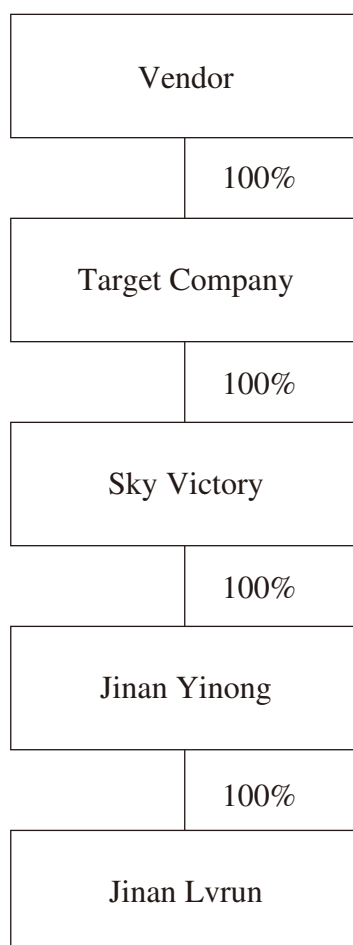 Vendor
100%
Target Company
100%
Sky Victory
100%
Jinan Yinong
100%
Jinan Lvrun